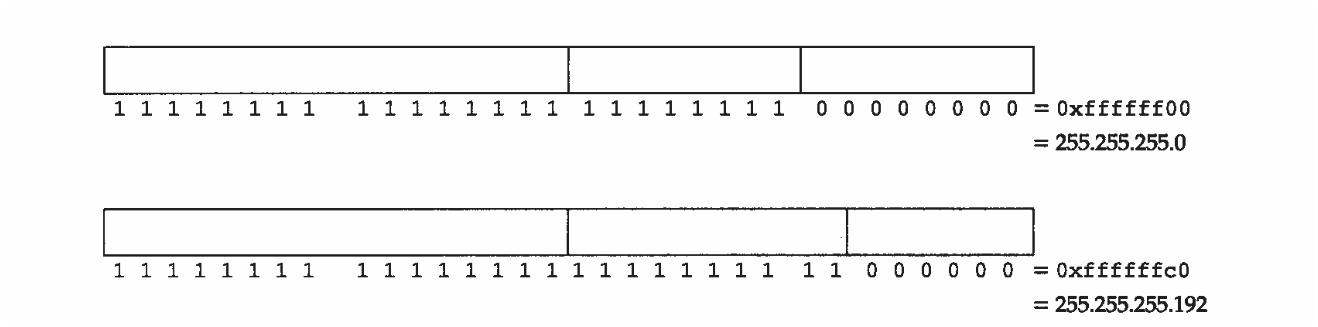 1 1 1 1 1 1 1 1 1 1 1 1 1 1 1 1 1 1 1 1 1 1 1 1 0 0 0 0 0 0 0 0 = 0xffffff00
= 255.255.255.0
1 1 1 1 1 1 1 1 1 1 1 1 1 1 1 1 1 1 1 1 1 1 1 1 1 1 0 0 0 0 0 0 = 0xffffffc0
= 255.255.255.192